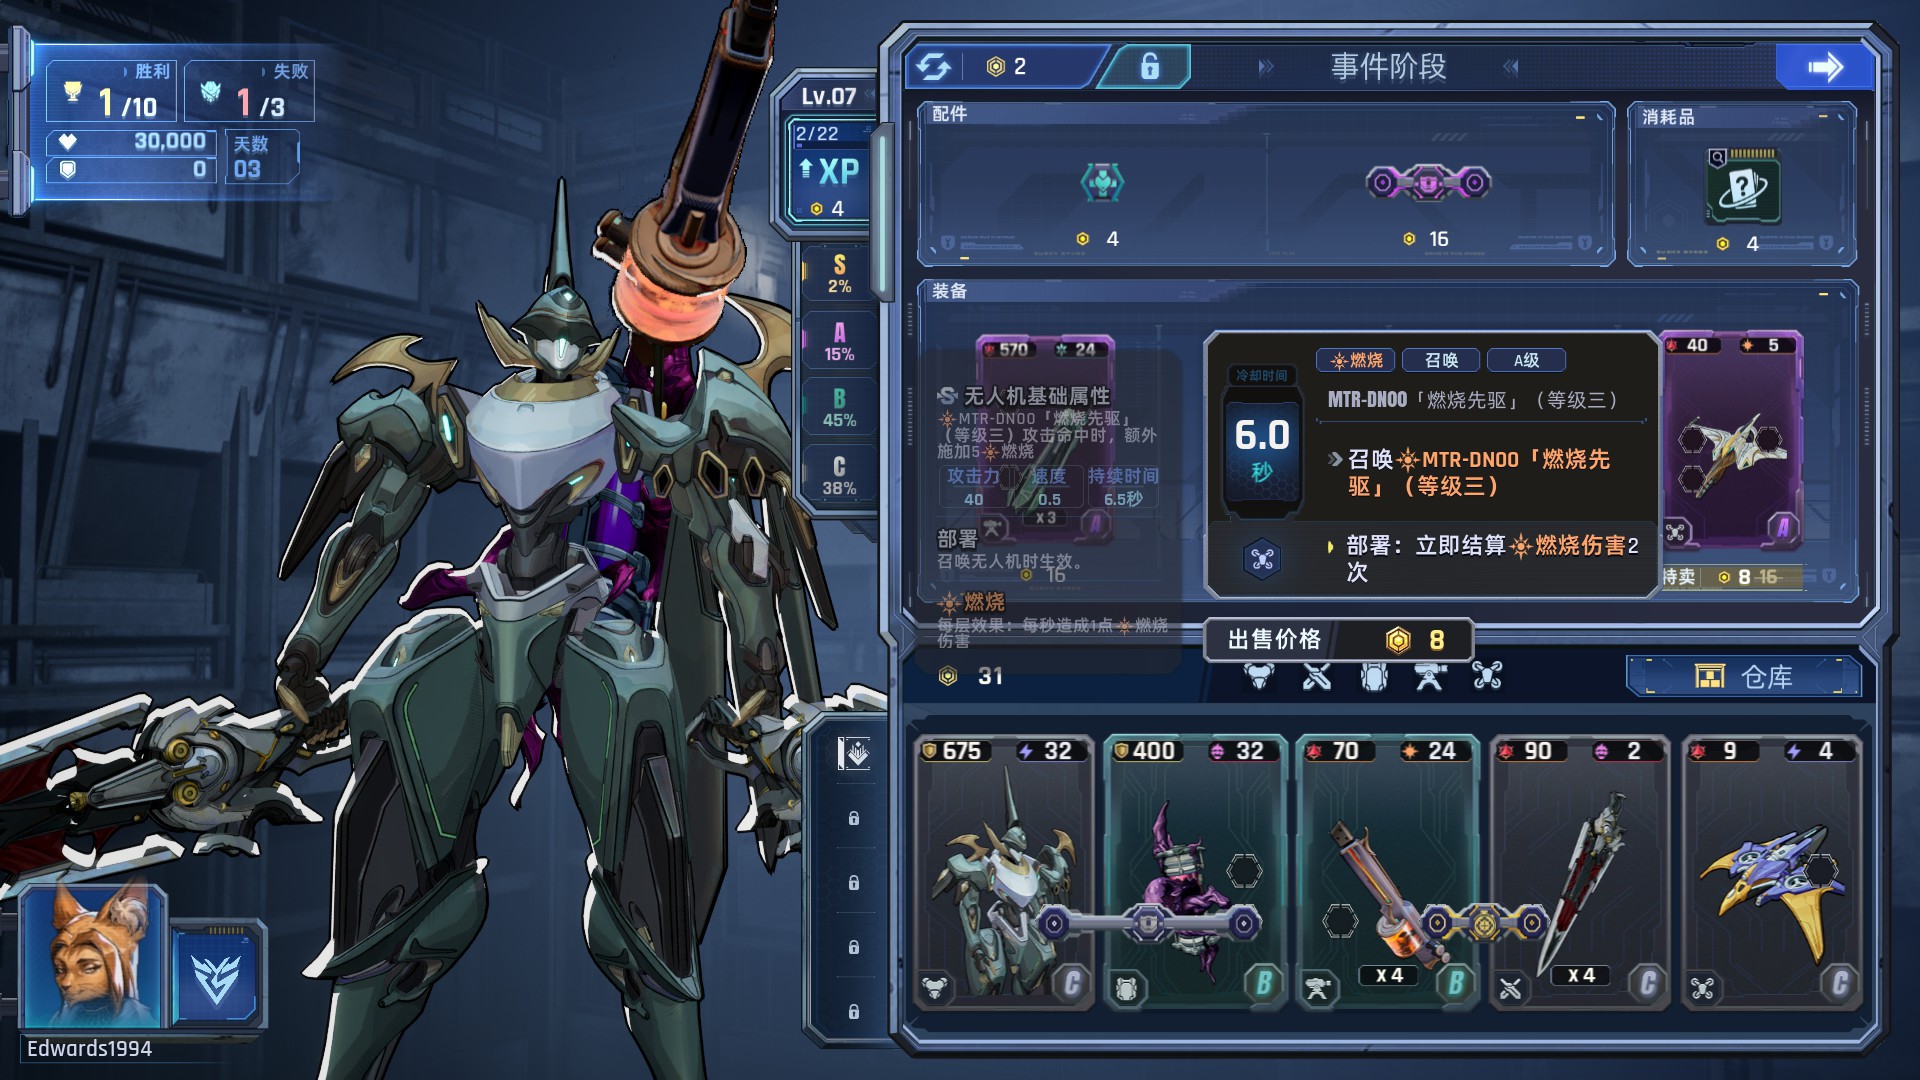 胜利
1/10
失败
1/3
30,000
0
天数
03
Lv.07
2/22
XP
4
S
2%
A
15%
B
45%
C
38%
2
事件阶段
配件
4
16
消耗品
?
4
装备
570
24
无人机基础属性
MTR-DN00「燃烧先驱」
（等级三）攻击命中时，额外
施加5燃烧
攻击力 速度 持续时间
40 0.5 6.5秒
x3
A
部署
召唤无人机时生效。
16
燃烧
每层效果：每秒造成1点燃烧
伤害
冷却时间
6.0
秒
燃烧
召唤
A级
MTR-DN00「燃烧先驱」（等级三）
召唤MTR-DN00「燃烧先
驱」（等级三）
部署：立即结算燃烧伤害2
次
40
5
A
特卖
8 16
出售价格
8
31
仓库
675
32
C
400
32
B
70
24
x4
B
90
2
x4
C
9
4
C
Edwards1994